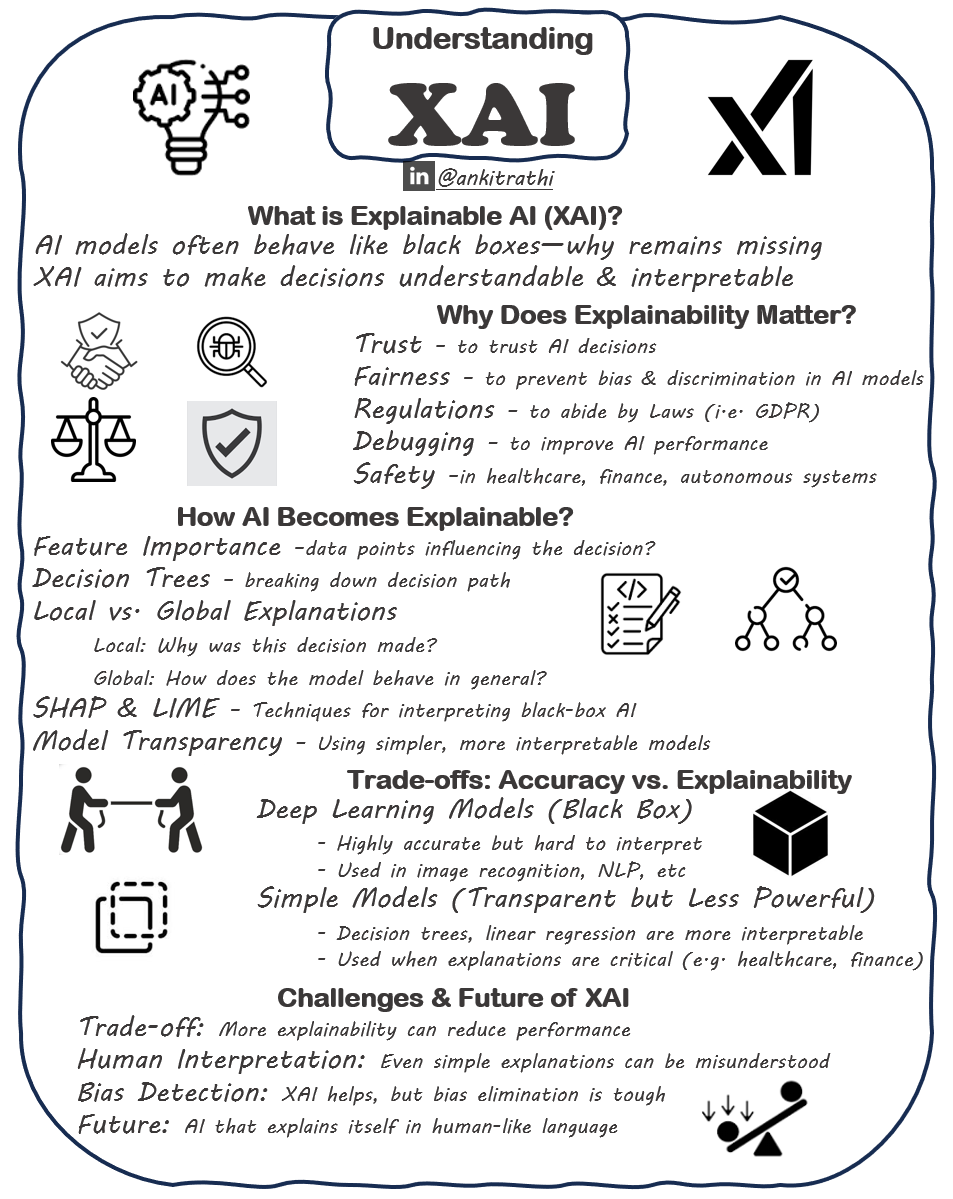 Understanding
XAI
AI
XI
in @ankitrathi
What is Explainable AI (XAI)?
AI models often behave like black boxes—why remains missing
XAI aims to make decisions understandable & interpretable
Why Does Explainability Matter?
Trust - to trust AI decisions
Fairness - to prevent bias & discrimination in AI models
Regulations - to abide by Laws (i.e. GDPR)
Debugging - to improve AI performance
Safety -in healthcare, finance, autonomous systems
How AI Becomes Explainable?
Feature Importance -data points influencing the decision?
Decision Trees - breaking down decision path
Local vs. Global Explanations
Local: Why was this decision made?
Global: How does the model behave in general?
</>
SHAP & LIME - Techniques for interpreting black-box AI
Model Transparency - Using simpler, more interpretable models
Trade-offs: Accuracy vs. Explainability
Deep Learning Models (Black Box)
- Highly accurate but hard to interpret
- Used in image recognition, NLP, etc
Simple Models (Transparent but Less Powerful)
- Decision trees, linear regression are more interpretable
- Used when explanations are critical (e.g. healthcare, finance)
Challenges & Future of XAI
Trade-off: More explainability can reduce performance
Human Interpretation: Even simple explanations can be misunderstood
Bias Detection: XAI helps, but bias elimination is tough
Future: AI that explains itself in human-like language